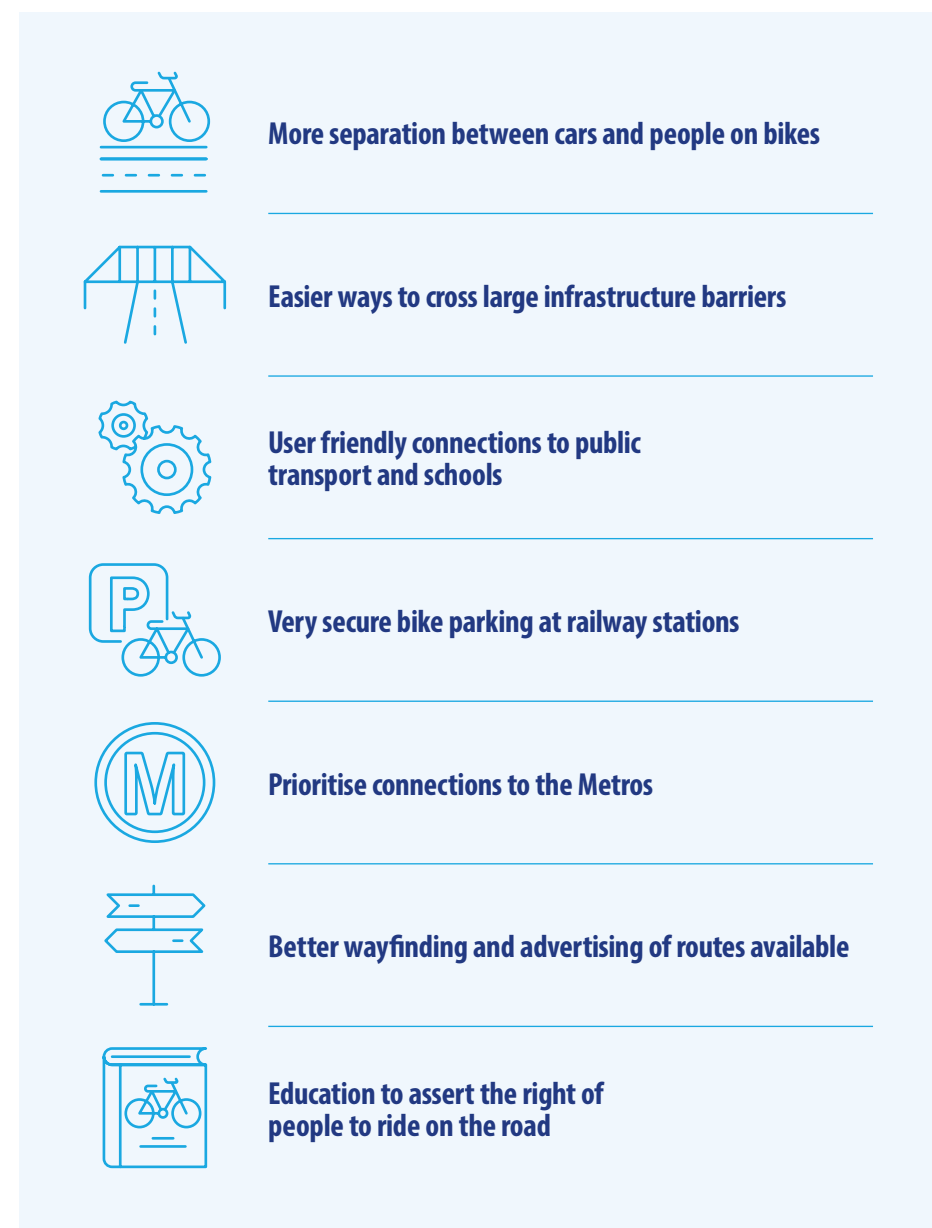 More separation between cars and people on bikes
Easier ways to cross large infrastructure barriers
User friendly connections to public
transport and schools
P
Very secure bike parking at railway stations
M
Prioritise connections to the Metros
Better wayfinding and advertising of routes available
Education to assert the right of
people to ride on the road